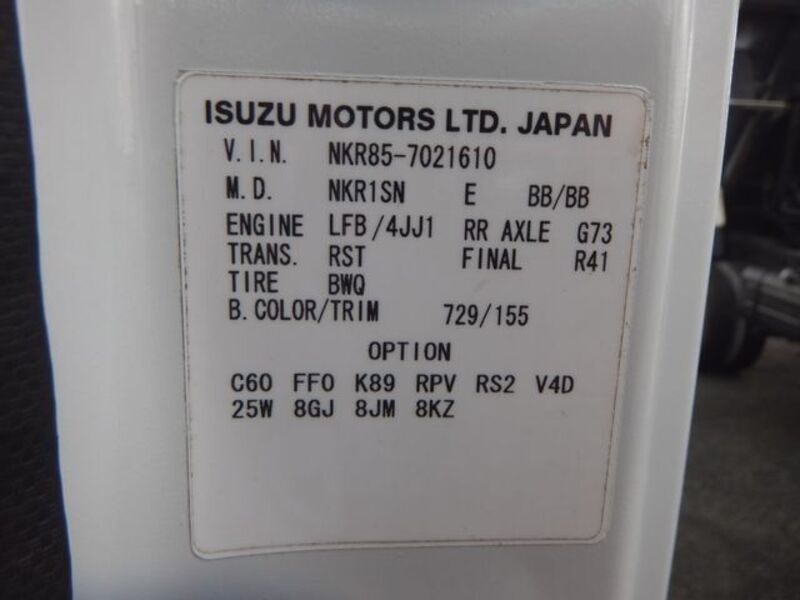 ISUZU MOTORS LTD. JAPAN
V.I.N. NKR85-7021610
M.D. NKR1SN E BB/BB
ENGINE LFB/4JJ1 RR AXLE G73
TRANS. RST FINAL R41
TIRE BWQ
B.COLOR/TRIM 729/155
OPTION
C60 FF0 K89 RPV RS2 V4D
25W 8GJ 8JM 8KZ